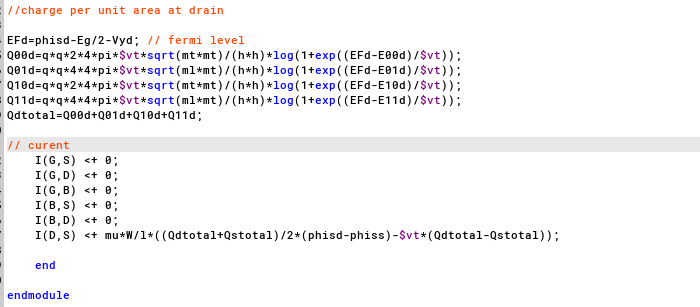 //charge per unit area at drain
EFd=phisd-Eg/2-Vyd; // fermi level
Q00d=q*q*2*4*pi*$vt*sqrt(mt*mt)/(h*h)*log(1+exp((EFd-E00d)/$vt));
Q01d=q*q*4*4*pi*$vt*sqrt(ml*mt)/(h*h)*log(1+exp((EFd-E01d)/$vt));
Q10d=q*q*2*4*pi*$vt*sqrt(mt*mt)/(h*h)*log(1+exp((EFd-E10d)/$vt));
Q11d=q*q*4*4*pi*$vt*sqrt(ml*mt)/(h*h)*log(1+exp((EFd-E11d)/$vt));
Qdtotal=Q00d+Q01d+Q10d+Q11d;
// curent
I(G,S) <+ 0;
I(G,D) <+ 0;
I(G,B) <+ 0;
I(B,S) <+ 0;
I(B,D) <+ 0;
I(D,S) <+ mu*W/l*((Qdtotal+Qstotal)/2*(phisd-phiss)-$vt*(Qdtotal-Qstotal));
end
endmodule